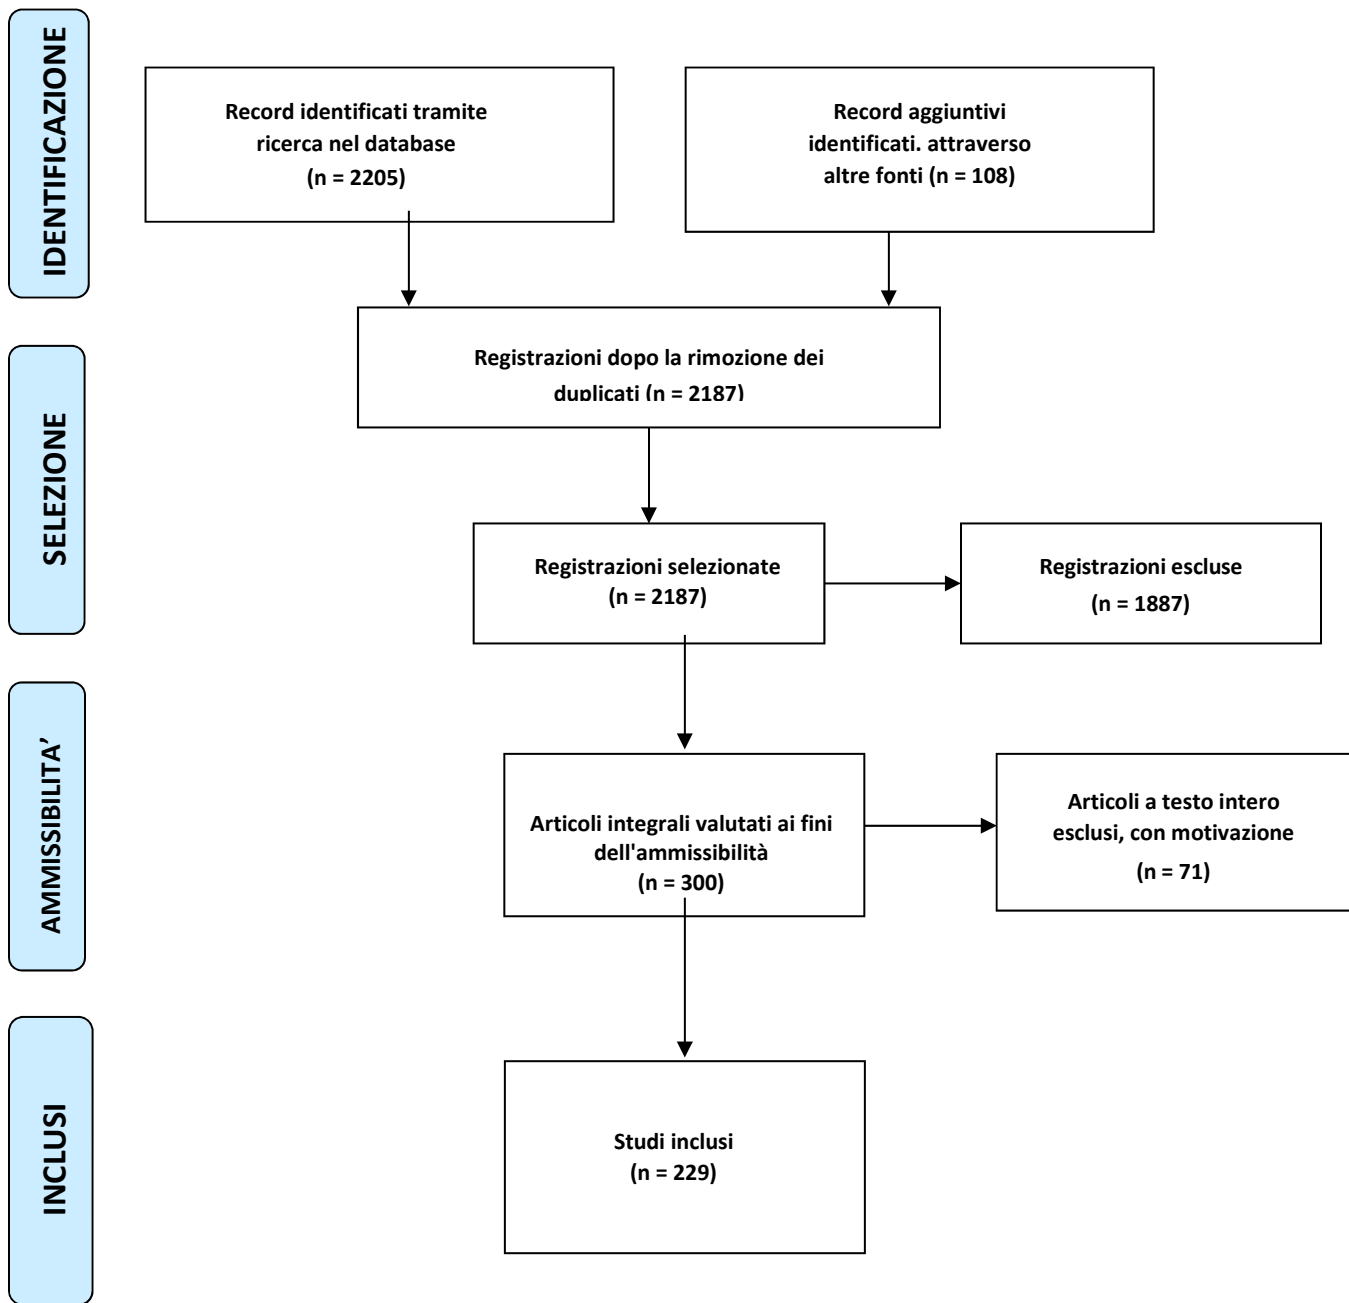 IDENTIFICAZIONE
Record identificati tramite
ricerca nel database
(n = 2205)
Record aggiuntivi
identificati. attraverso
altre fonti (n = 108)
Registrazioni dopo la rimozione dei
duplicati (n = 2187)
SELEZIONE
Registrazioni selezionate
(n = 2187)
Registrazioni escluse
(n = 1887)
AMMISSIBILITA’
Articoli integrali valutati ai fini
dell'ammissibilità
(n = 300)
Articoli a testo intero
esclusi, con motivazione
(n = 71)
INCLUSI
Studi inclusi
(n = 229)